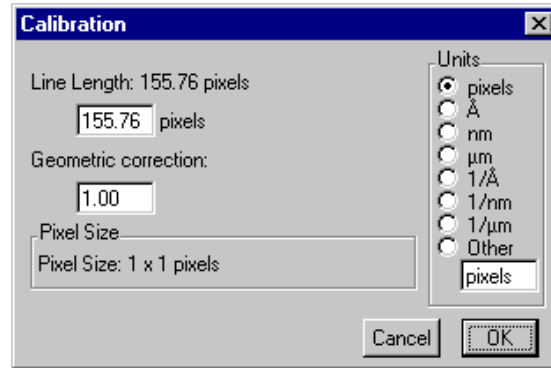 Calibration
Line Length: 155.76 pixels
155.76 pixels
Geometric correction:
1.00
Pixel Size
Pixel Size: 1 x 1 pixels
Units
pixels
Å
nm
µm
1/Å
1/nm
1/µm
Other
pixels
Cancel
OK